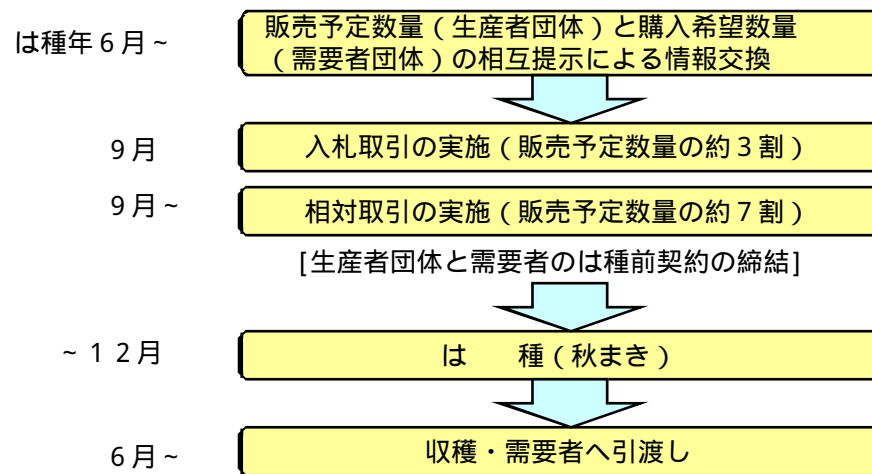 は種年６月~
販売予定数量（生産者団体）と購入希望数量
（需要者団体）の相互提示による情報交換
９月
入札取引の実施（販売予定数量の約３割）
９月~
相対取引の実施（販売予定数量の約７割）
[生産者団体と需要者のは種前契約の締結]
~１２月
は　種（秋まき）
６月~
収穫・需要者へ引渡し